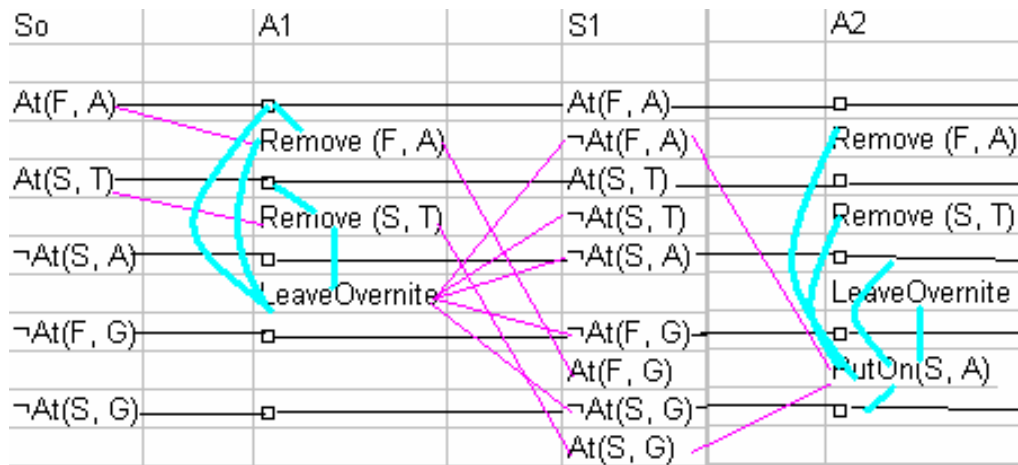 So A1 S1 A2
At(F, A) At(F, A)
Remove (F, A) ¬At(F, A) Remove (F, A)
At(S, T) At(S, T)
Remove (S, T) ¬At(S, T) Remove (S, T)
¬At(S, A) ¬At(S, A)
LeaveOvernite LeaveOvernite
¬At(F, G) ¬At(F, G)
At(F, G) PutOn(S, A)
¬At(S, G) ¬At(S, G)
At(S, G)